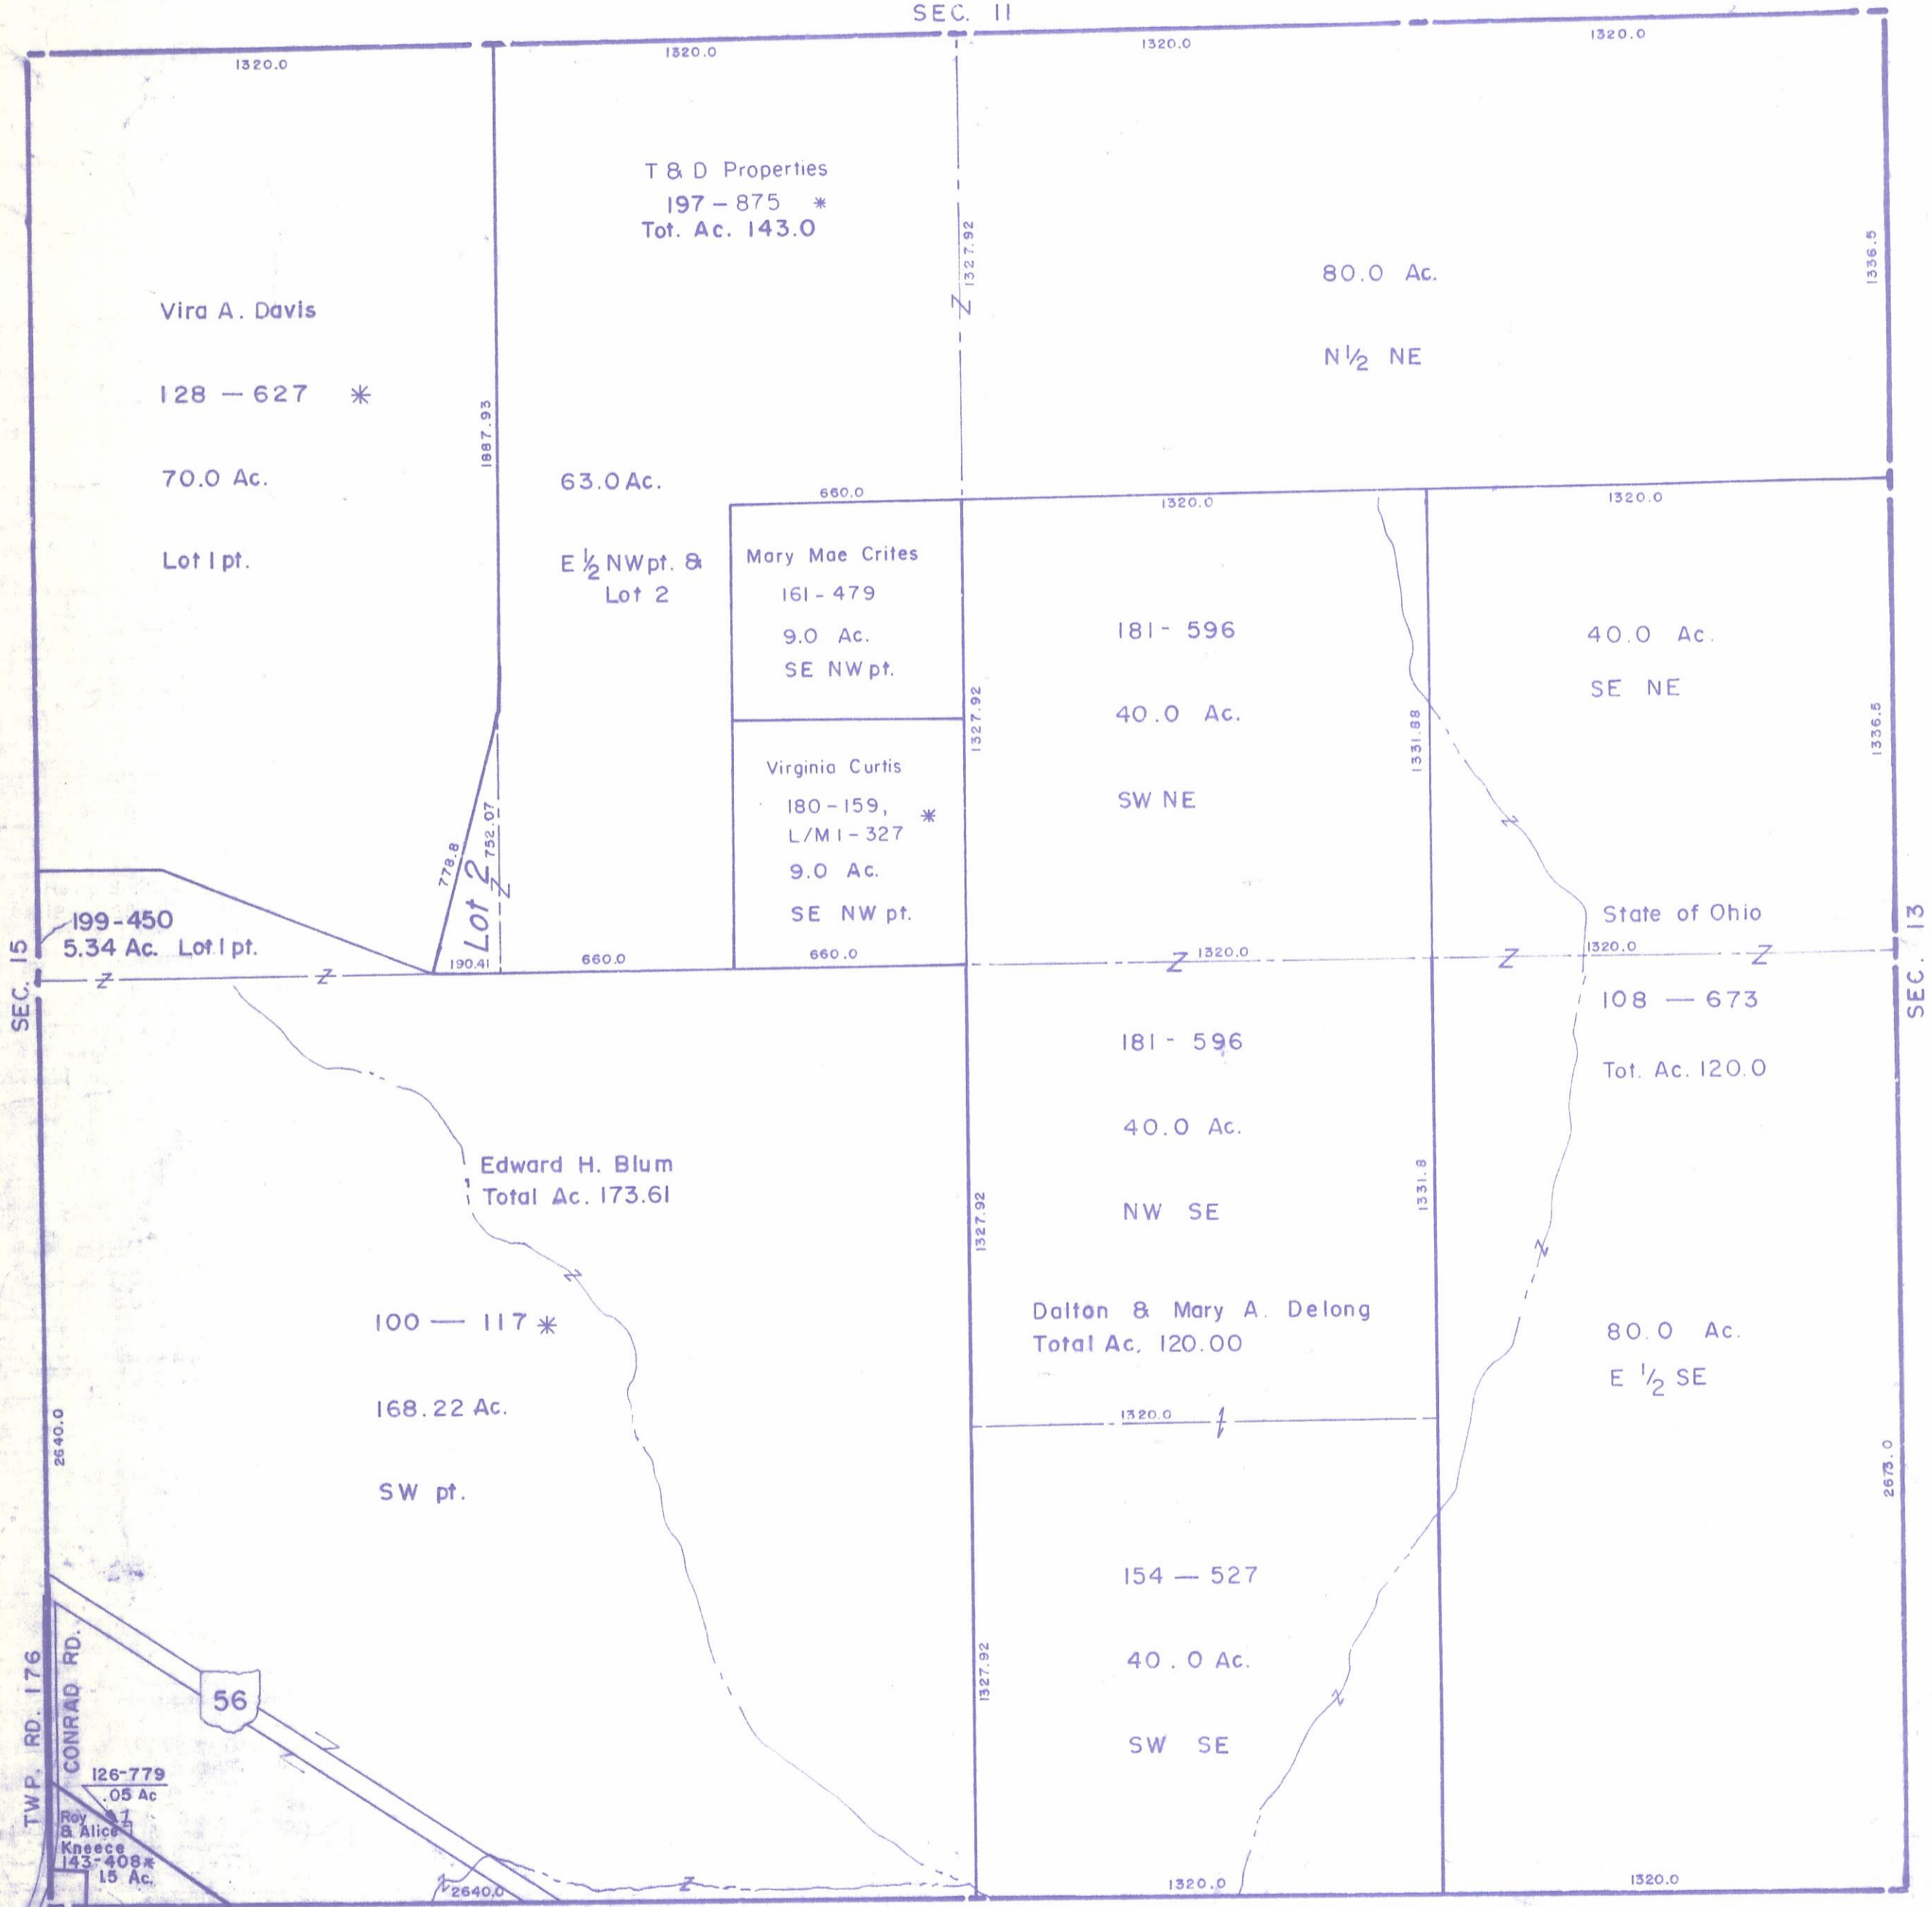 SEC. 11
1320.0
1320.0
1320.0
1320.0
T & D Properties
197 – 875 *
Tot. Ac. 143.0
1327.92
1336.5
80.0 Ac.
N 1/2 NE
Vira A. Davis
128 – 627 *
70.0 Ac.
Lot 1 pt.
1887.93
63.0 Ac.
E 1/2 NW pt. &
Lot 2
660.0
1320.0
1320.0
Mary Mae Crites
161 - 479
9.0 Ac.
SE NW pt.
Virginia Curtis
180 - 159, *
L/M 1 - 327
9.0 Ac.
SE NW pt.
660.0
1327.92
181 - 596
40.0 Ac.
SW NE
1331.88
40.0 Ac.
SE NE
1336.5
778.8
Lot 2
752.07
190.41
660.0
199-450
5.34 Ac. Lot 1 pt.
SEC. 15
State of Ohio
1320.0
1320.0
SEC. 13
108 — 673
Tot. Ac. 120.0
181 - 596
40.0 Ac.
NW SE
1331.8
Edward H. Blum
Total Ac. 173.61
1327.92
100 — 117 *
168.22 Ac.
SW pt.
Dalton & Mary A. Delong
Total Ac. 120.00
80.0 Ac.
E 1/2 SE
1320.0
2640.0
2673.0
154 — 527
40.0 Ac.
SW SE
1327.92
TWP. RD. 176
CONRAD RD.
56
126-779
.05 Ac
Roy
& Alice
Kneece
143-408*
1.5 Ac.
2640.0
1320.0
1320.0